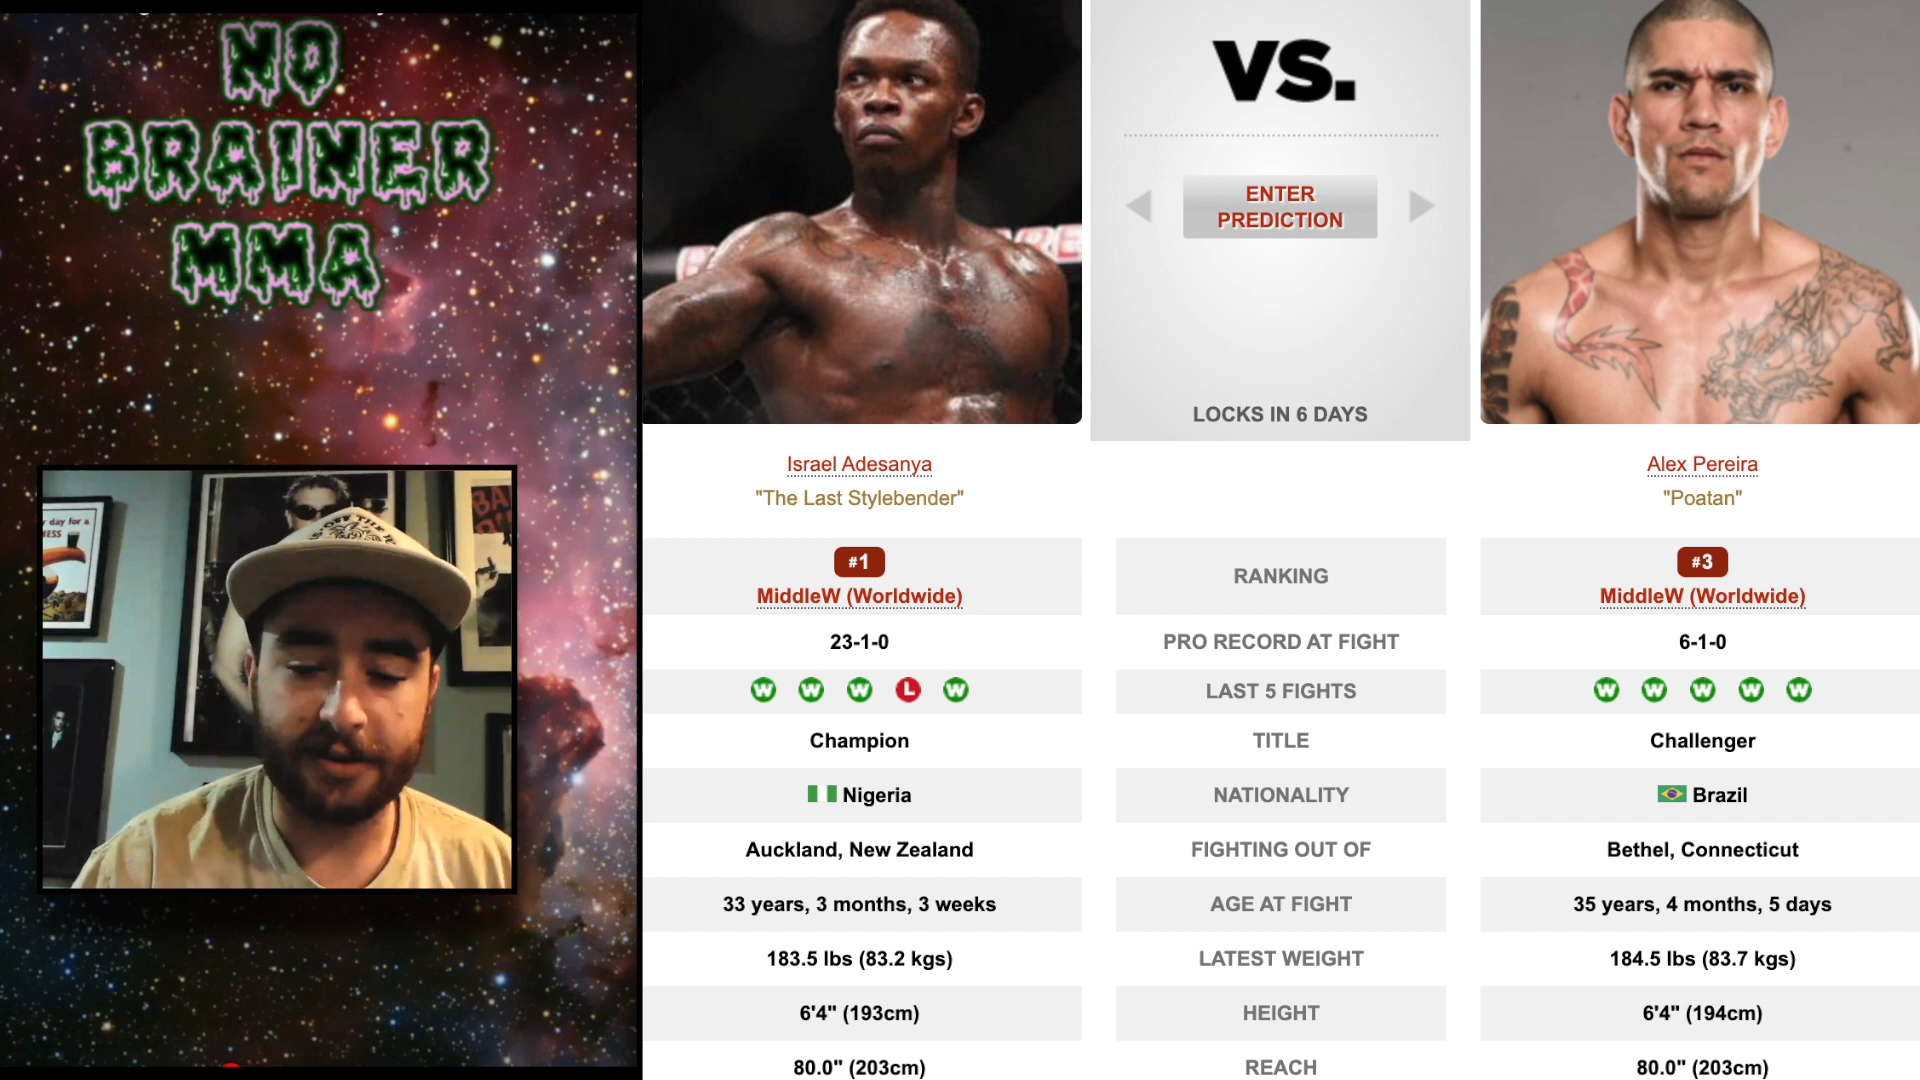 NO
BRAINER
MMA
day for a
VS.
ENTER
PREDICTION
LOCKS IN 6 DAYS
Israel Adesanya
Alex Pereira
"The Last Stylebender"
"Poatan"
#1
RANKING
#3
MiddleW (Worldwide)
MiddleW (Worldwide)
23-1-0
PRO RECORD AT FIGHT
6-1-0
W W W L W
LAST 5 FIGHTS
W W W W W
Champion
TITLE
Challenger
Nigeria
NATIONALITY
Brazil
Auckland, New Zealand
FIGHTING OUT OF
Bethel, Connecticut
33 years, 3 months, 3 weeks
AGE AT FIGHT
35 years, 4 months, 5 days
183.5 lbs (83.2 kgs)
LATEST WEIGHT
184.5 lbs (83.7 kgs)
6'4" (193cm)
HEIGHT
6'4" (194cm)
80.0" (203cm)
REACH
80.0" (203cm)